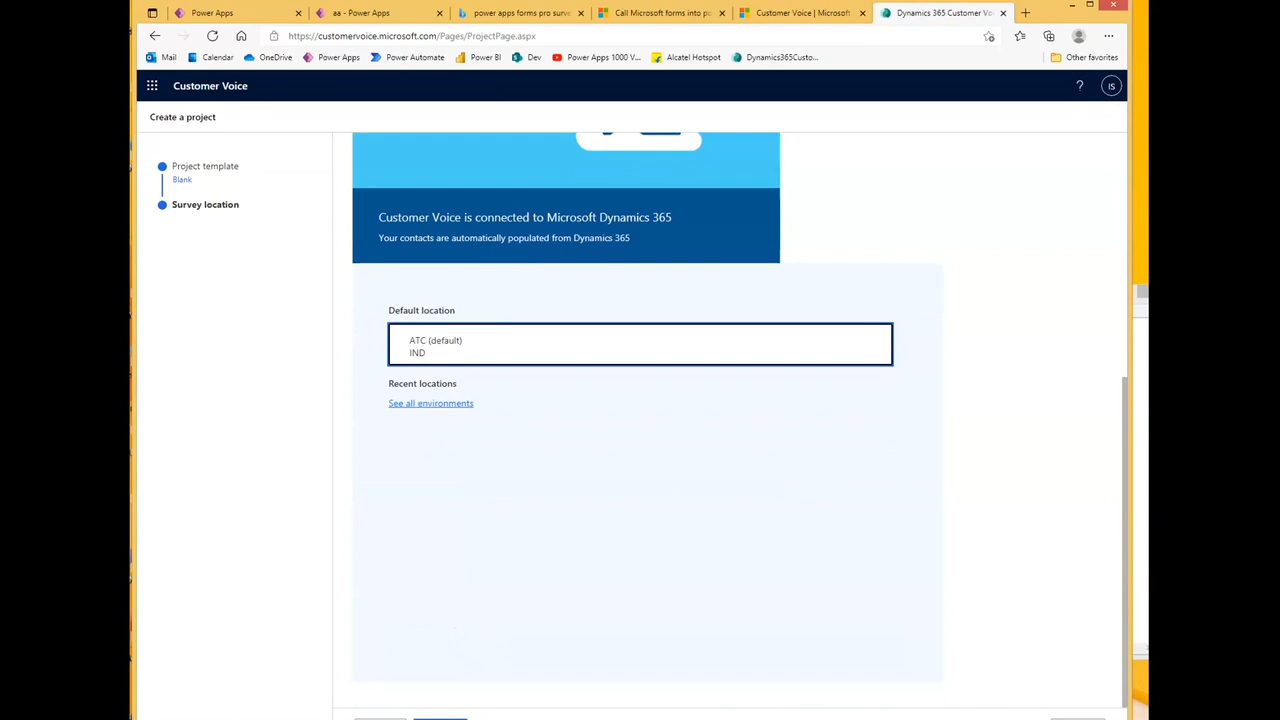 Power Apps
aa - Power Apps
power apps forms pro surve
Call Microsoft forms into po
Customer Voice | Microsoft
Dynamics 365 Customer Vo
https://customervoice.microsoft.com/Pages/ProjectPage.aspx
Mail
Calendar
OneDrive
Power Apps
Power Automate
Power BI
Dev
Power Apps 1000 V...
Alcatel Hotspot
Dynamics365Custo...
Other favorites
Customer Voice
?
IS
Create a project
Project template
Blank
Survey location
Customer Voice is connected to Microsoft Dynamics 365
Your contacts are automatically populated from Dynamics 365
Default location
ATC (default)
IND
Recent locations
See all environments